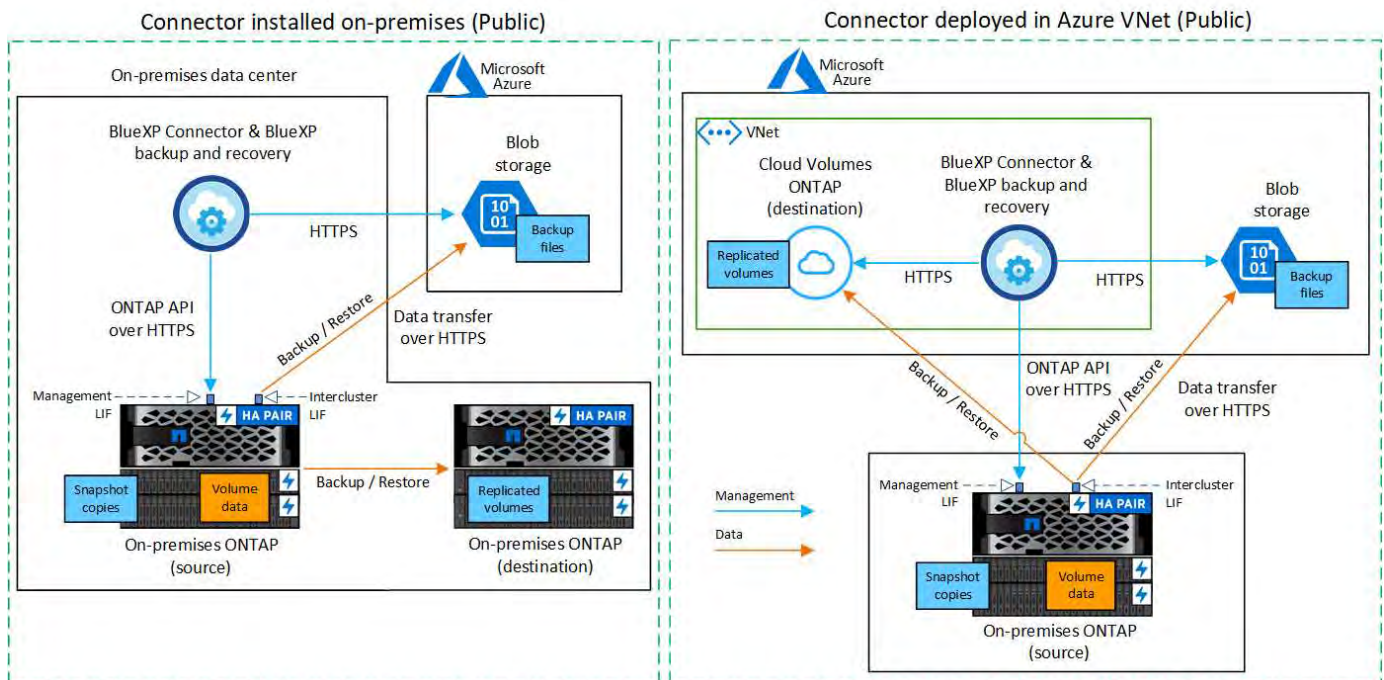 Connector installed on-premises (Public)
On-premises data center
Microsoft
Azure
BlueXP Connector & BlueXP
backup and recovery
Blob
storage
10
01
Backup
files
HTTPS
ONTAP API
over HTTPS
Backup / Restore
Data transfer
over HTTPS
Management
LIF
Intercluster
LIF
HA PAIR
HA PAIR
Snapshot
copies
Volume
data
Backup / Restore
Replicated
volumes
On-premises ONTAP
(source)
On-premises ONTAP
(destination)
Connector deployed in Azure VNet (Public)
Microsoft
Azure
VNet
Cloud Volumes
ONTAP
(destination)
BlueXP Connector &
BlueXP backup and
recovery
Blob
storage
Replicated
volumes
HTTPS
HTTPS
10
01
Backup
files
Backup / Restore
ONTAP API
over HTTPS
Backup / Restore
Data transfer
over HTTPS
Management
Data
Management
LIF
Intercluster
LIF
HA PAIR
Snapshot
copies
Volume
data
On-premises ONTAP
(source)